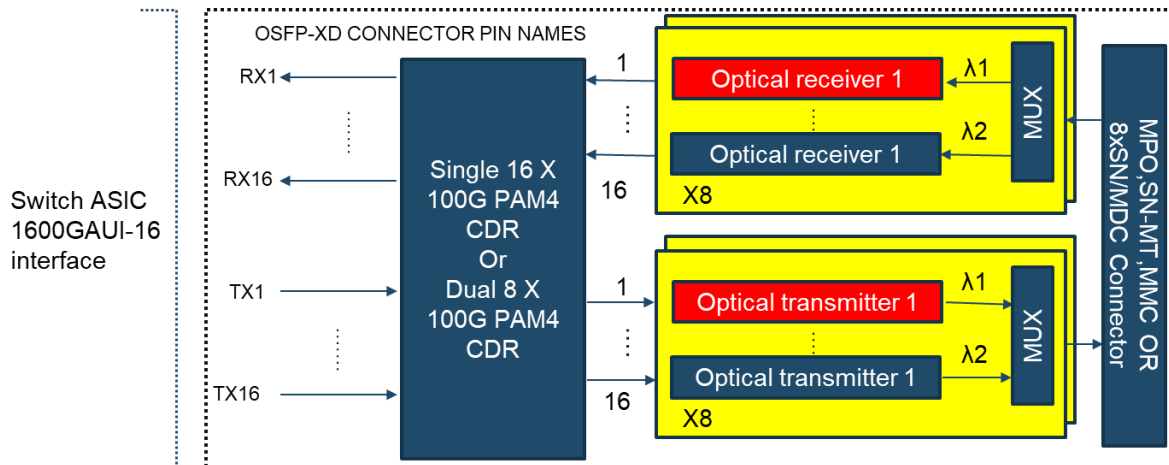 OSFP-XD CONNECTOR PIN NAMES
RX1
RX16
TX1
TX16
Switch ASIC
1600GAUI-16
interface
Single 16 X
100G PAM4
CDR
Or
Dual 8 X
100G PAM4
CDR
1
16
Optical receiver 1
λ1
Optical receiver 1
λ2
X8
MUX
1
16
Optical transmitter 1
λ1
Optical transmitter 1
λ2
X8
MUX
MPO,SN-MT,MMC OR
8xSN/MDC Connector